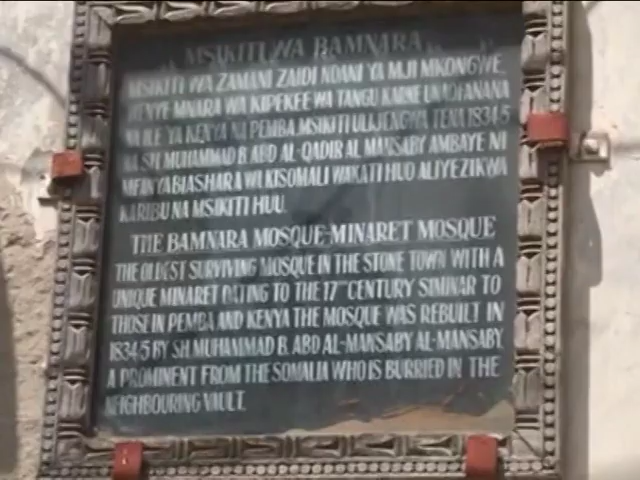 MSIKITI WA BAMNARA
MSIKITI WA ZAMANI ZAIDI NDANI YA MJI MKONGWE,
WENYE MNARA WA KIPEKEE WA TANGU KARNE UNAOFANANA
NA ILE YA KENYA NA PEMBA. MSIKITI ULIJENGWA TENA 1834-5
NA SH. MUHAMMAD B. ABD AL-QADIR AL MANSABY AMBAYE NI
MFANYABIASHARA WA KISOMALI WAKATI HUO ALIYEZIKWA
KARIBU NA MSIKITI HUU.
THE BAMNARA MOSQUE-MINARET MOSQUE
THE OLDEST SURVIVING MOSQUE IN THE STONE TOWN WITH A
UNIQUE MINARET DATING TO THE 17TH CENTURY SIMINAR TO
THOSE IN PEMBA AND KENYA THE MOSQUE WAS REBUILT IN
1834-5 BY SH. MUHAMMAD B. ABD AL-MANSABY AL-MANSABY.
A PROMINENT FROM THE SOMALIA WHO IS BURRIED IN THE
NEIGHBOURING VAULT.